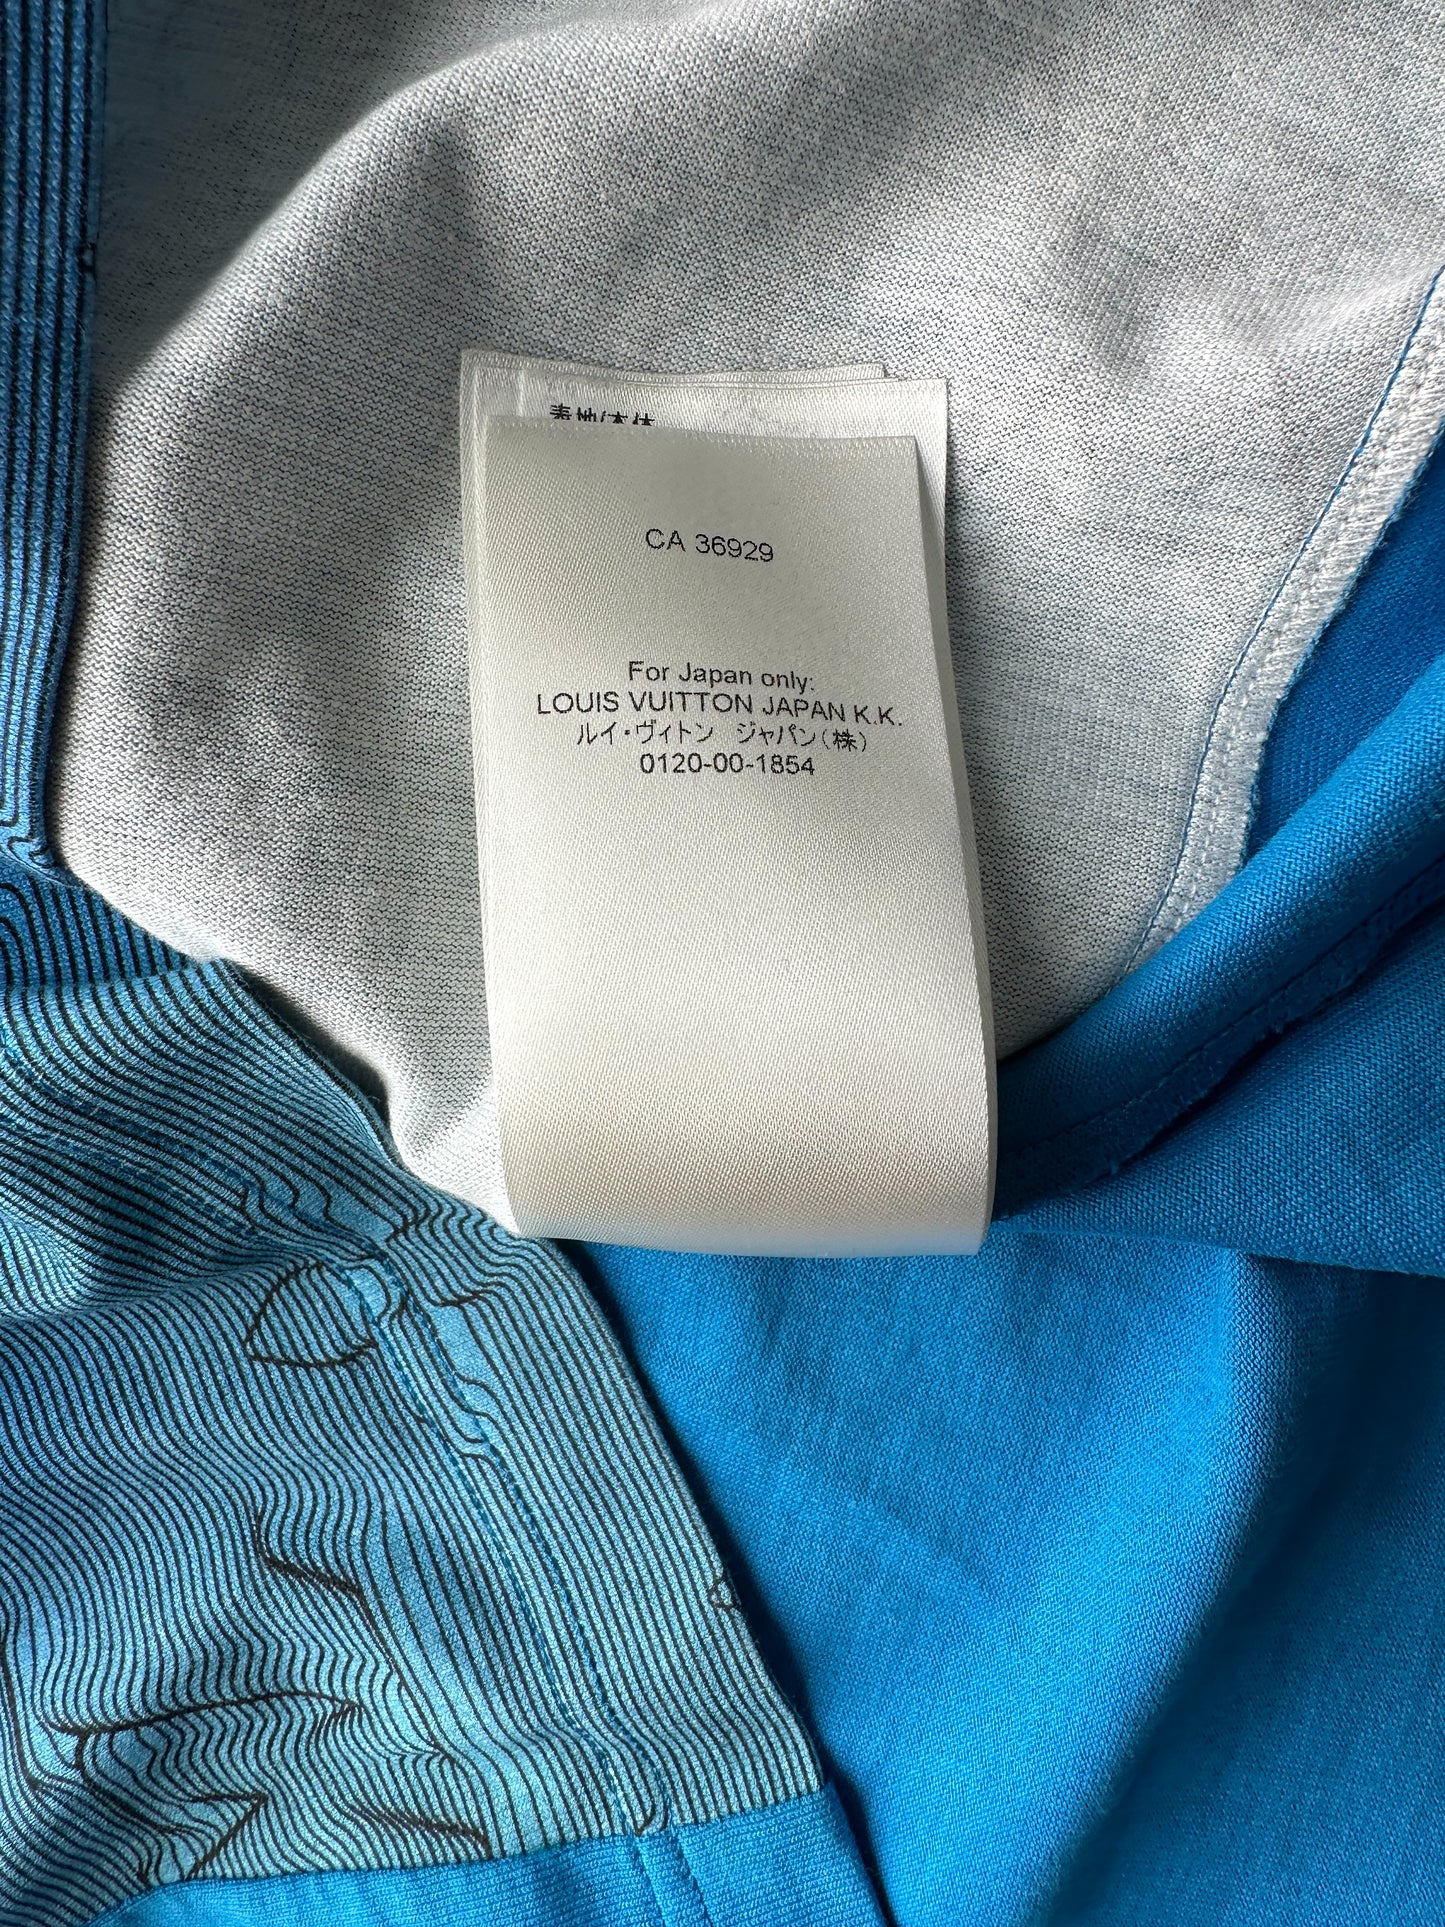 表地/本体
CA 36929
For Japan only:
LOUIS VUITTON JAPAN K.K.
ルイ・ヴィトン　ジャパン(株)
0120-00-1854